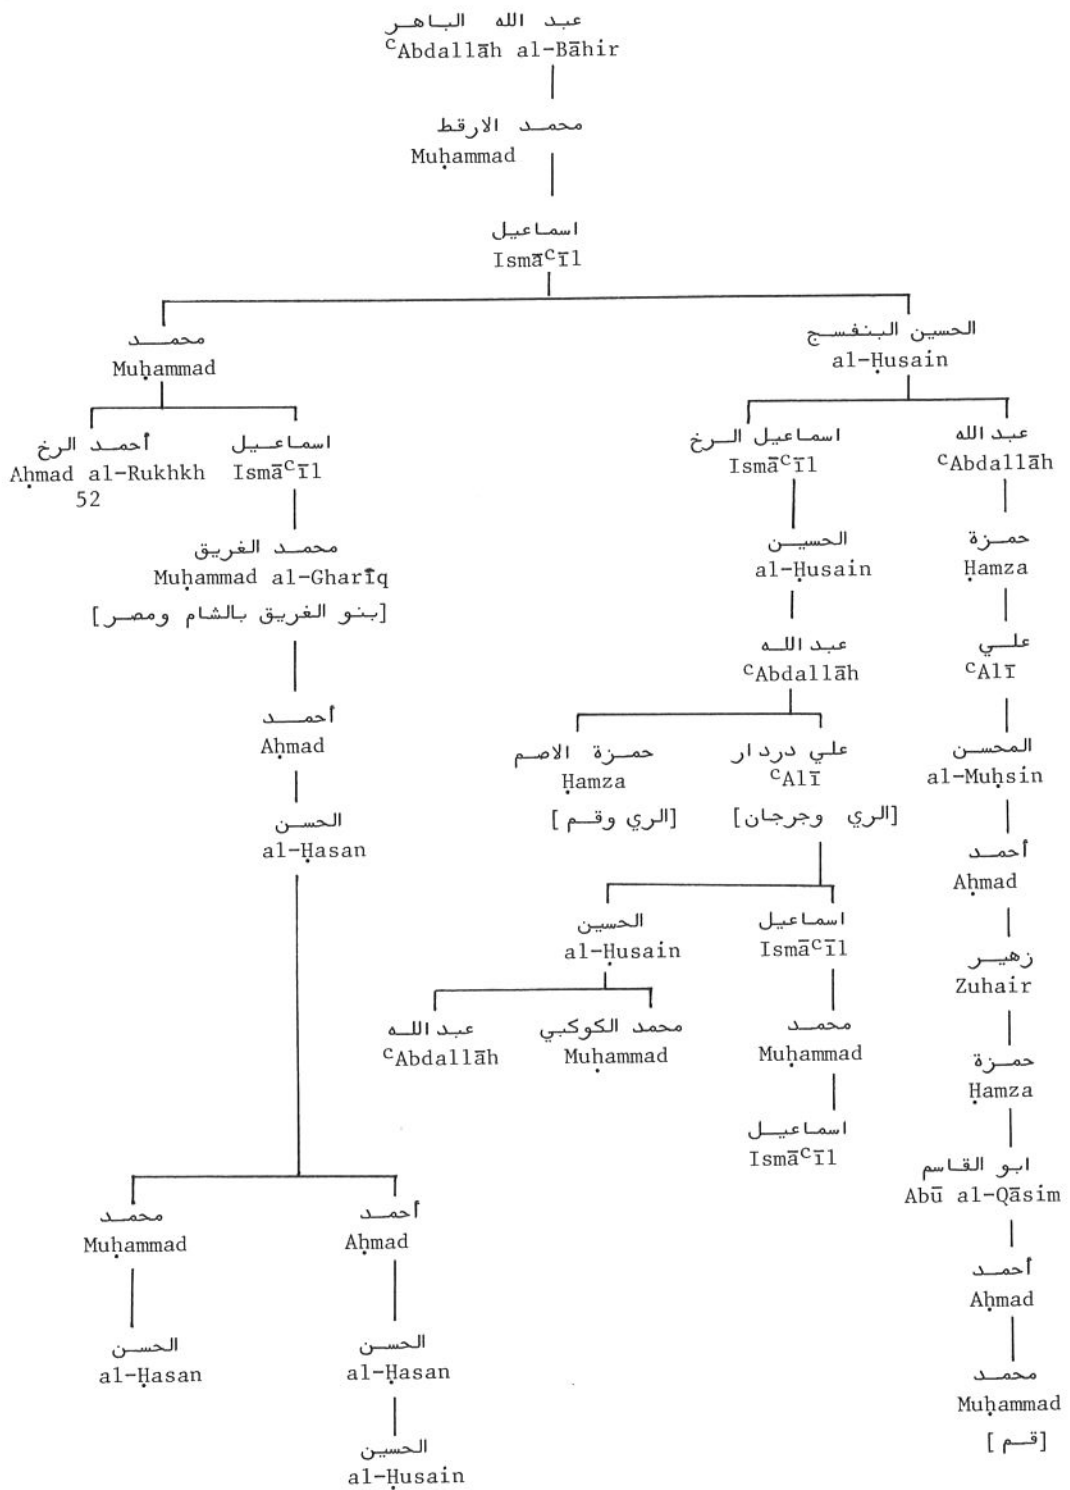 عبد الله الباهر
ᶜAbdallāh al-Bāhir
محمد الارقط
Muḥammad
اسماعيل
Ismāᶜīl
محمد
Muḥammad
الحسين البنفسج
al-Ḥusain
أحمد الرخ
Aḥmad al-Rukhkh
52
اسماعيل
Ismāᶜīl
اسماعيل الرخ
Ismāᶜīl
عبد الله
ᶜAbdallāh
محمد الغريق
Muḥammad al-Gharīq
[بنو الغريق بالشام ومصر]
الحسين
al-Ḥusain
حمزة
Ḥamza
عبد الله
ᶜAbdallāh
علي
ᶜAlī
أحمد
Aḥmad
حمزة الاصم
Ḥamza
[الري وقم]
علي دردار
ᶜAlī
[الري وجرجان]
المحسن
al-Muḥsin
الحسن
al-Ḥasan
أحمد
Aḥmad
الحسين
al-Ḥusain
اسماعيل
Ismāᶜīl
زهير
Zuhair
عبد الله
ᶜAbdallāh
محمد الكوكبي
Muḥammad
محمد
Muḥammad
حمزة
Ḥamza
اسماعيل
Ismāᶜīl
ابو القاسم
Abū al-Qāsim
محمد
Muḥammad
أحمد
Aḥmad
أحمد
Aḥmad
الحسن
al-Ḥasan
الحسن
al-Ḥasan
محمد
Muḥammad
[قم]
الحسين
al-Ḥusain